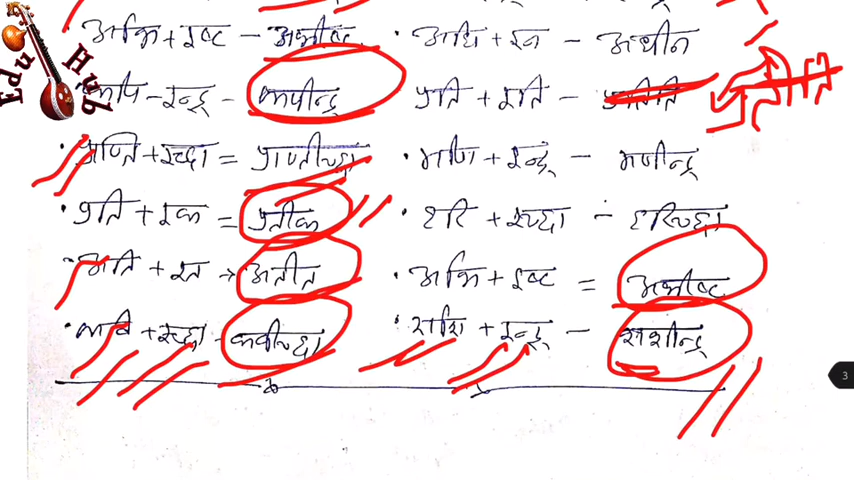 Edu Hub
अभि + इष्ट - अभीष्ट
· अधि + इन - अधीन
कपि - इन्द्र - कपीन्द्र
प्रति + इति -
+ इच्छा =
· मणि + इन्द्र - मणीन्द्र
· प्रति + इक = प्रतीक
· हरि + इच्छा - हरिच्छा
अति + इत → अतीत
· अभि + इष्ट = अभीष्ट
· कवि + इच्छा - कवीच्छा
· शशि + इन्द्र - शशीन्द्र
3